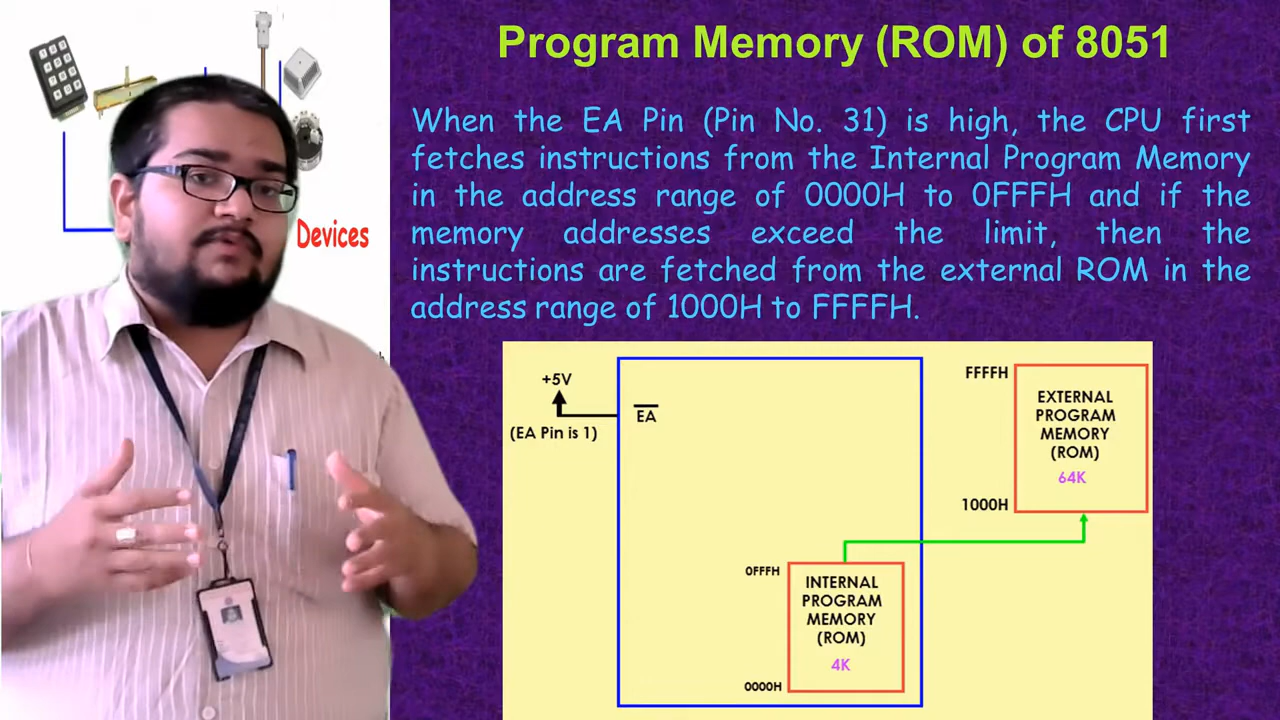 Program Memory (ROM) of 8051
When the EA Pin (Pin No. 31) is high, the CPU first
fetches instructions from the Internal Program Memory
in the address range of 0000H to 0FFFH and if the
memory addresses exceed the limit, then the
instructions are fetched from the external ROM in the
address range of 1000H to FFFFH.
Devices
+5V
(EA Pin is 1)
EA
FFFFH
EXTERNAL
PROGRAM
MEMORY
(ROM)
64K
1000H
0FFFH
INTERNAL
PROGRAM
MEMORY
(ROM)
4K
0000H